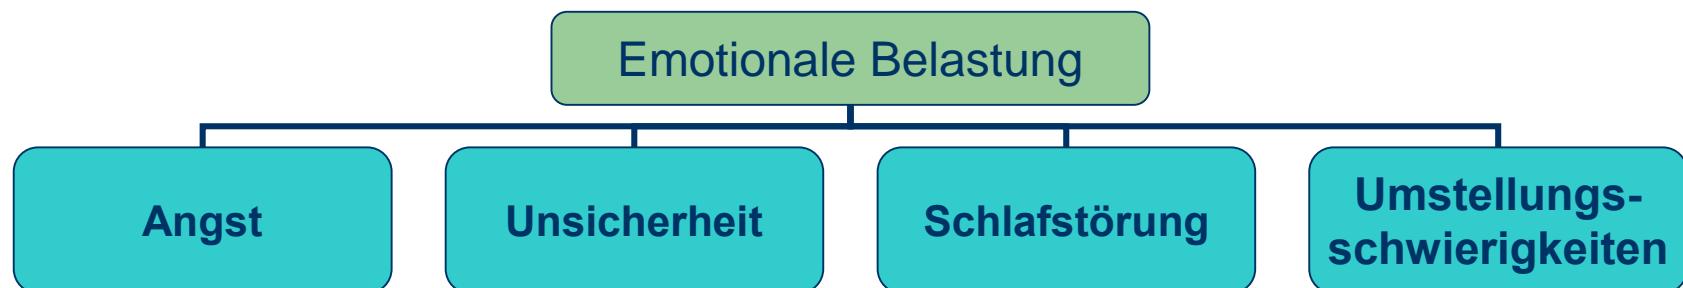 Emotionale Belastung
Angst
Unsicherheit
Schlafstörung
Umstellungs-
schwierigkeiten